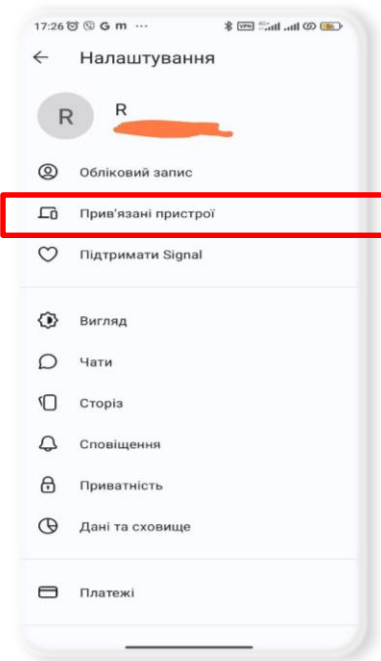 17:26 G m ...
VPN
← Налаштування
R
R
Обліковий запис
Прив'язані пристрої
Підтримати Signal
Вигляд
Чати
Сторіз
Сповіщення
Приватність
Дані та сховище
Платежі